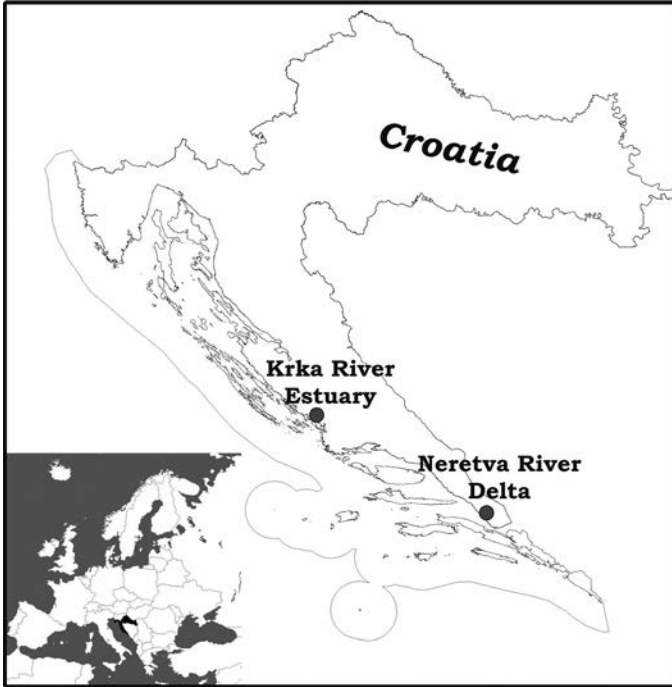 Croatia
Krka River
Estuary
Neretva River
Delta